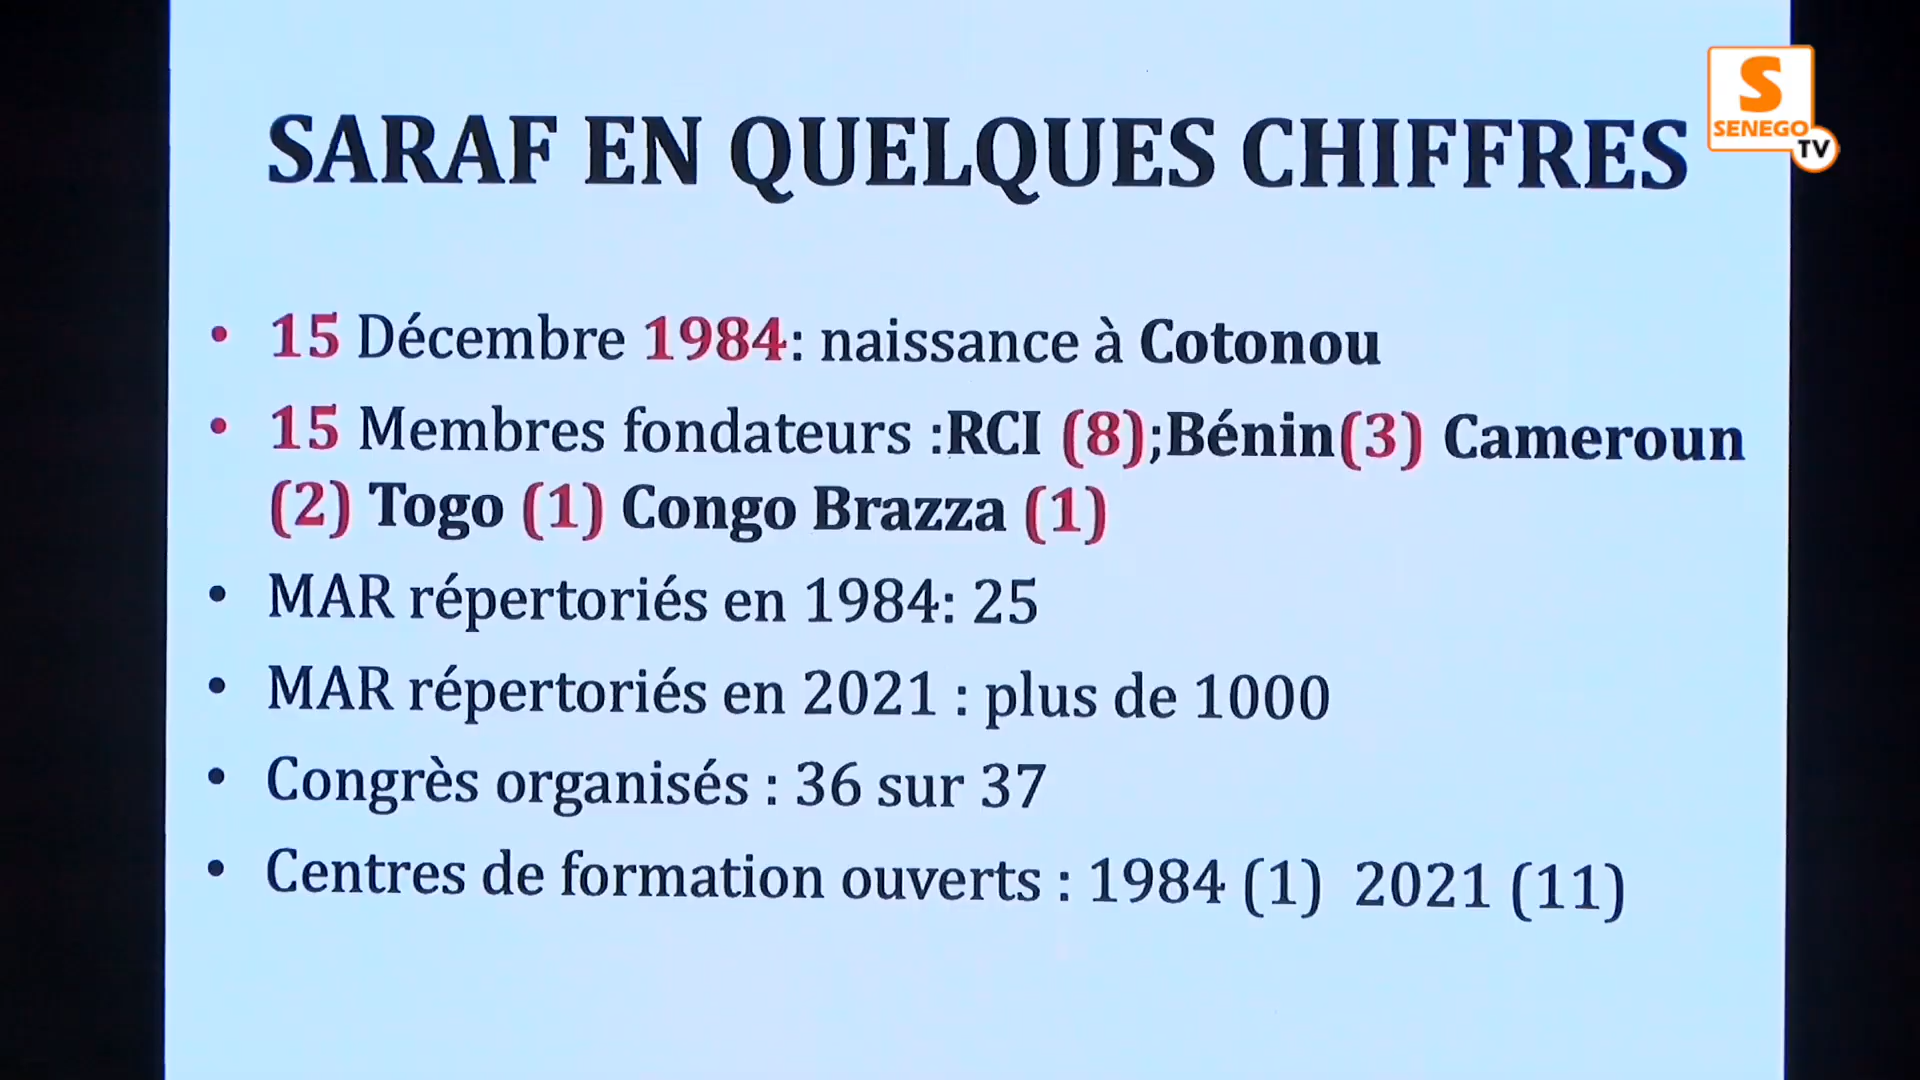 SARAF EN QUELQUES CHIFFRES
S
SENEGO
TV
• 15 Décembre 1984: naissance à Cotonou
• 15 Membres fondateurs :RCI (8);Bénin(3) Cameroun
(2) Togo (1) Congo Brazza (1)
• MAR répertoriés en 1984: 25
• MAR répertoriés en 2021 : plus de 1000
• Congrès organisés : 36 sur 37
• Centres de formation ouverts : 1984 (1) 2021 (11)